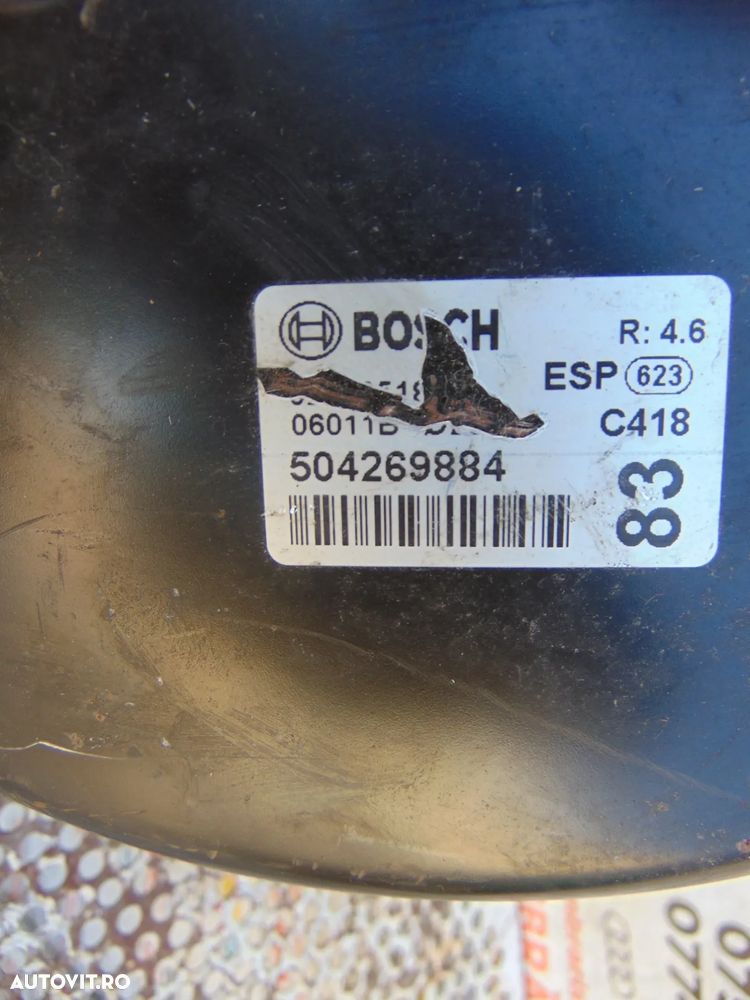 BOSCH
R: 4.6
ESP 623
C418
504269884
83
AUTOVIT.RO